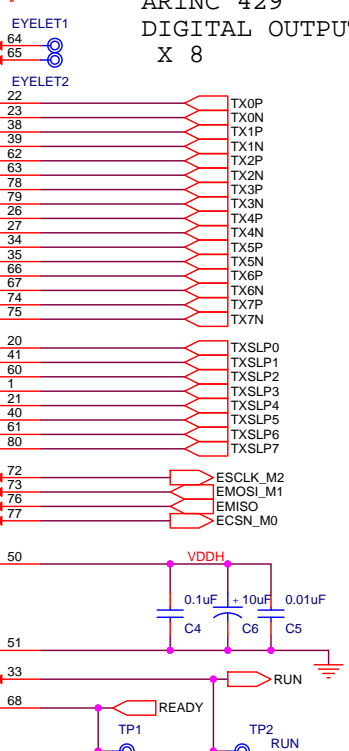 ARINC 429
DIGITAL OUTPUT
X 8
EYELET1
64
65
EYELET2
22 TX0P
23 TX0N
38 TX1P
39 TX1N
62 TX2P
63 TX2N
78 TX3P
79 TX3N
26 TX4P
27 TX4N
34 TX5P
35 TX5N
66 TX6P
67 TX6N
74 TX7P
75 TX7N
20 TXSLP0
41 TXSLP1
60 TXSLP2
1 TXSLP3
21 TXSLP4
40 TXSLP5
61 TXSLP6
80 TXSLP7
72 ESCLK_M2
73 EMOSI_M1
76 EMISO
77 ECSN_M0
50 VDDH
0.1uF + 10uF 0.01uF
C4 C6 C5
51
33 RUN
68 READY
TP1 TP2
RUN